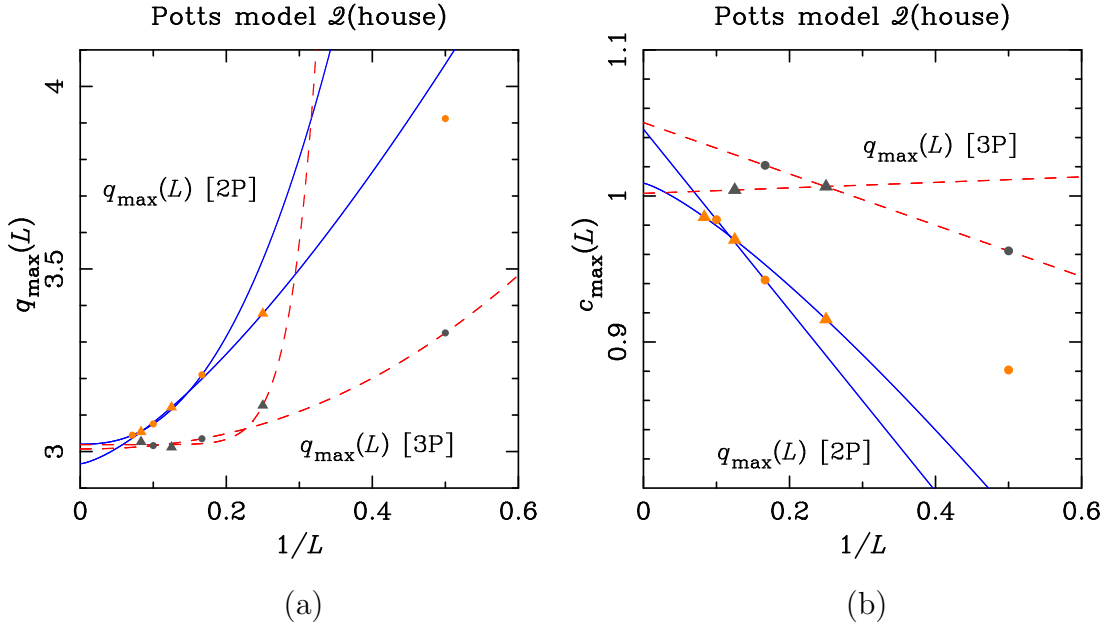 Potts model 𝒬(house)
q_max(L)
4
3.5
3
q_max(L) [2P]
q_max(L) [3P]
0 0.2 0.4 0.6
1/L
(a)
Potts model 𝒬(house)
c_max(L)
1.1
1
0.9
q_max(L) [3P]
q_max(L) [2P]
0 0.2 0.4 0.6
1/L
(b)